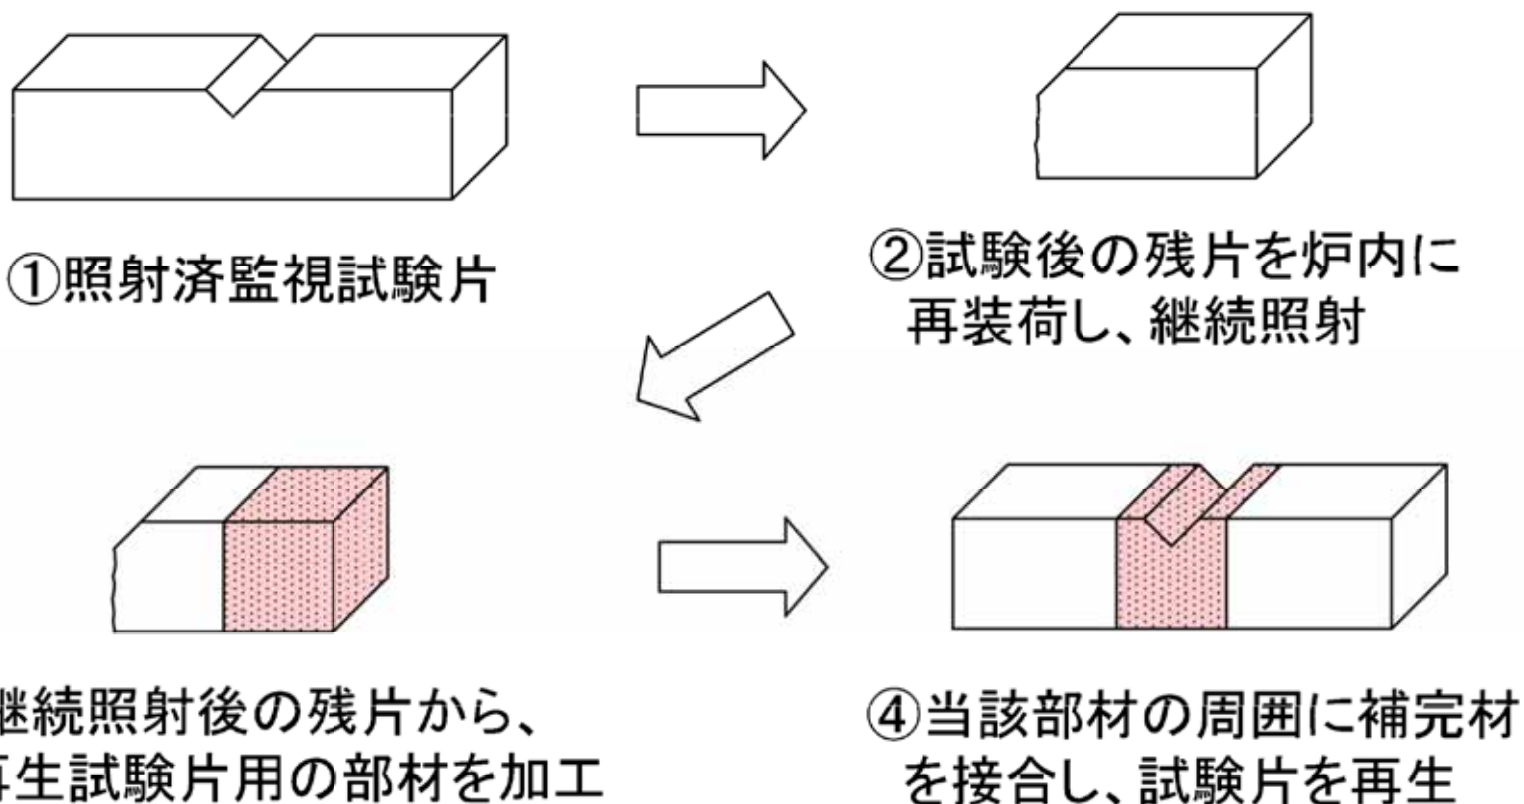 ①照射済監視試験片
②試験後の残片を炉内に
再装荷し、継続照射
継続照射後の残片から、
再生試験片用の部材を加工
④当該部材の周囲に補完材
を接合し、試験片を再生